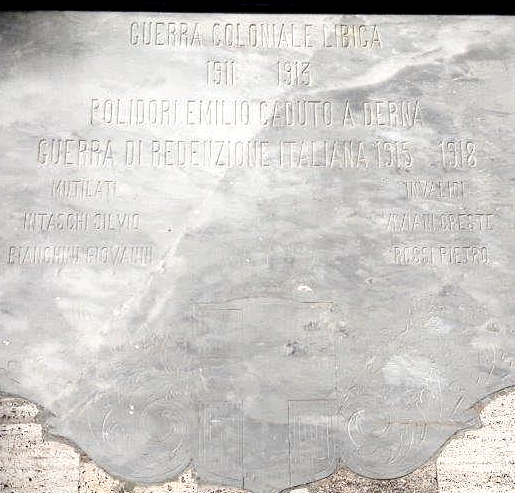 GUERRA COLONIALE LIBICA
1911 1913
POLIDORI EMILIO CADUTO A DERNA
GUERRA DI REDENZIONE ITALIANA 1915 1918
MUTILATI INVALIDI
INTASCHI SILVIO VIVIANI ORESTE
BIANCHINI GIOVANNI ROSSI PIETRO